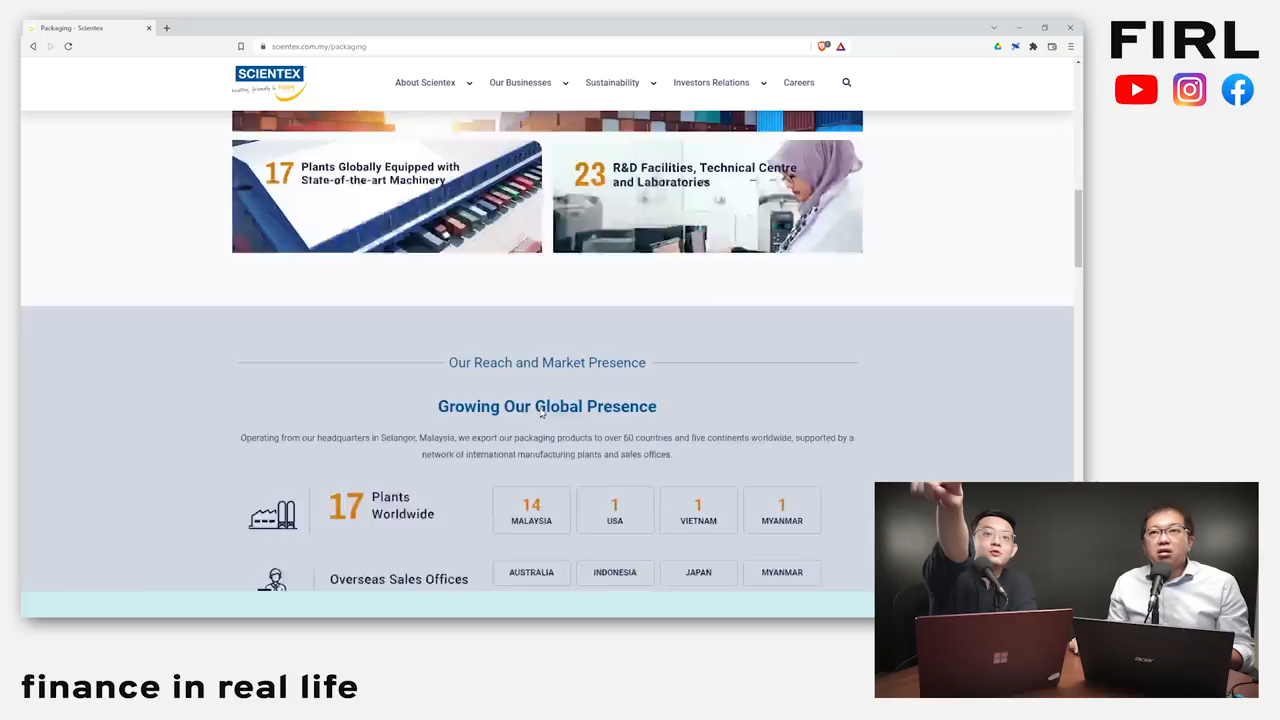 Packaging - Scientex
scientex.com.my/packaging
FIRL
SCIENTEX
healthy, friendly & Happy
About Scientex
Our Businesses
Sustainability
Investors Relations
Careers
17
Plants Globally Equipped with
State-of-the-art Machinery
23
R&D Facilities, Technical Centre
and Laboratories
Our Reach and Market Presence
Growing Our Global Presence
Operating from our headquarters in Selangor, Malaysia, we export our packaging products to over 60 countries and five continents worldwide, supported by a
network of international manufacturing plants and sales offices.
17
Plants
Worldwide
14
MALAYSIA
1
USA
1
VIETNAM
1
MYANMAR
Overseas Sales Offices
AUSTRALIA
INDONESIA
JAPAN
MYANMAR
acer
finance in real life